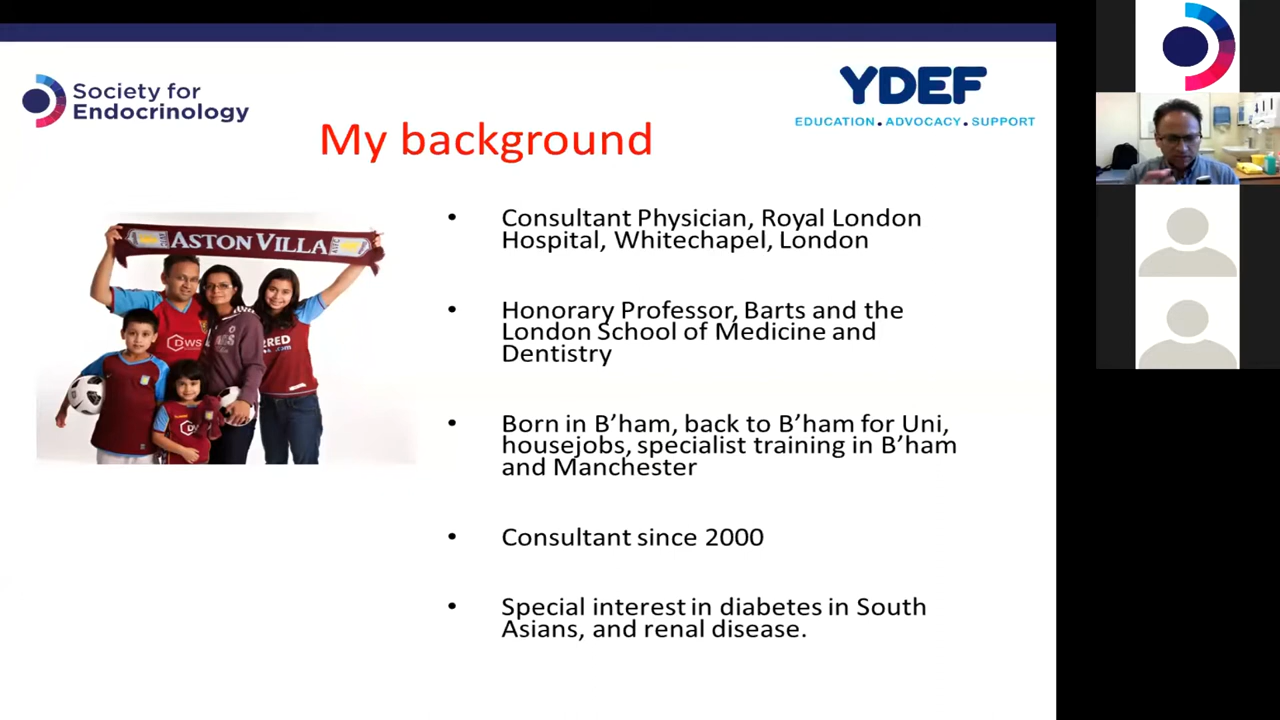 Society for
Endocrinology
YDEF
EDUCATION.ADVOCACY.SUPPORT
My background
ASTON VILLA
DWS
DWS
• Consultant Physician, Royal London
Hospital, Whitechapel, London
• Honorary Professor, Barts and the
London School of Medicine and
Dentistry
• Born in B’ham, back to B’ham for Uni,
housejobs, specialist training in B’ham
and Manchester
• Consultant since 2000
• Special interest in diabetes in South
Asians, and renal disease.